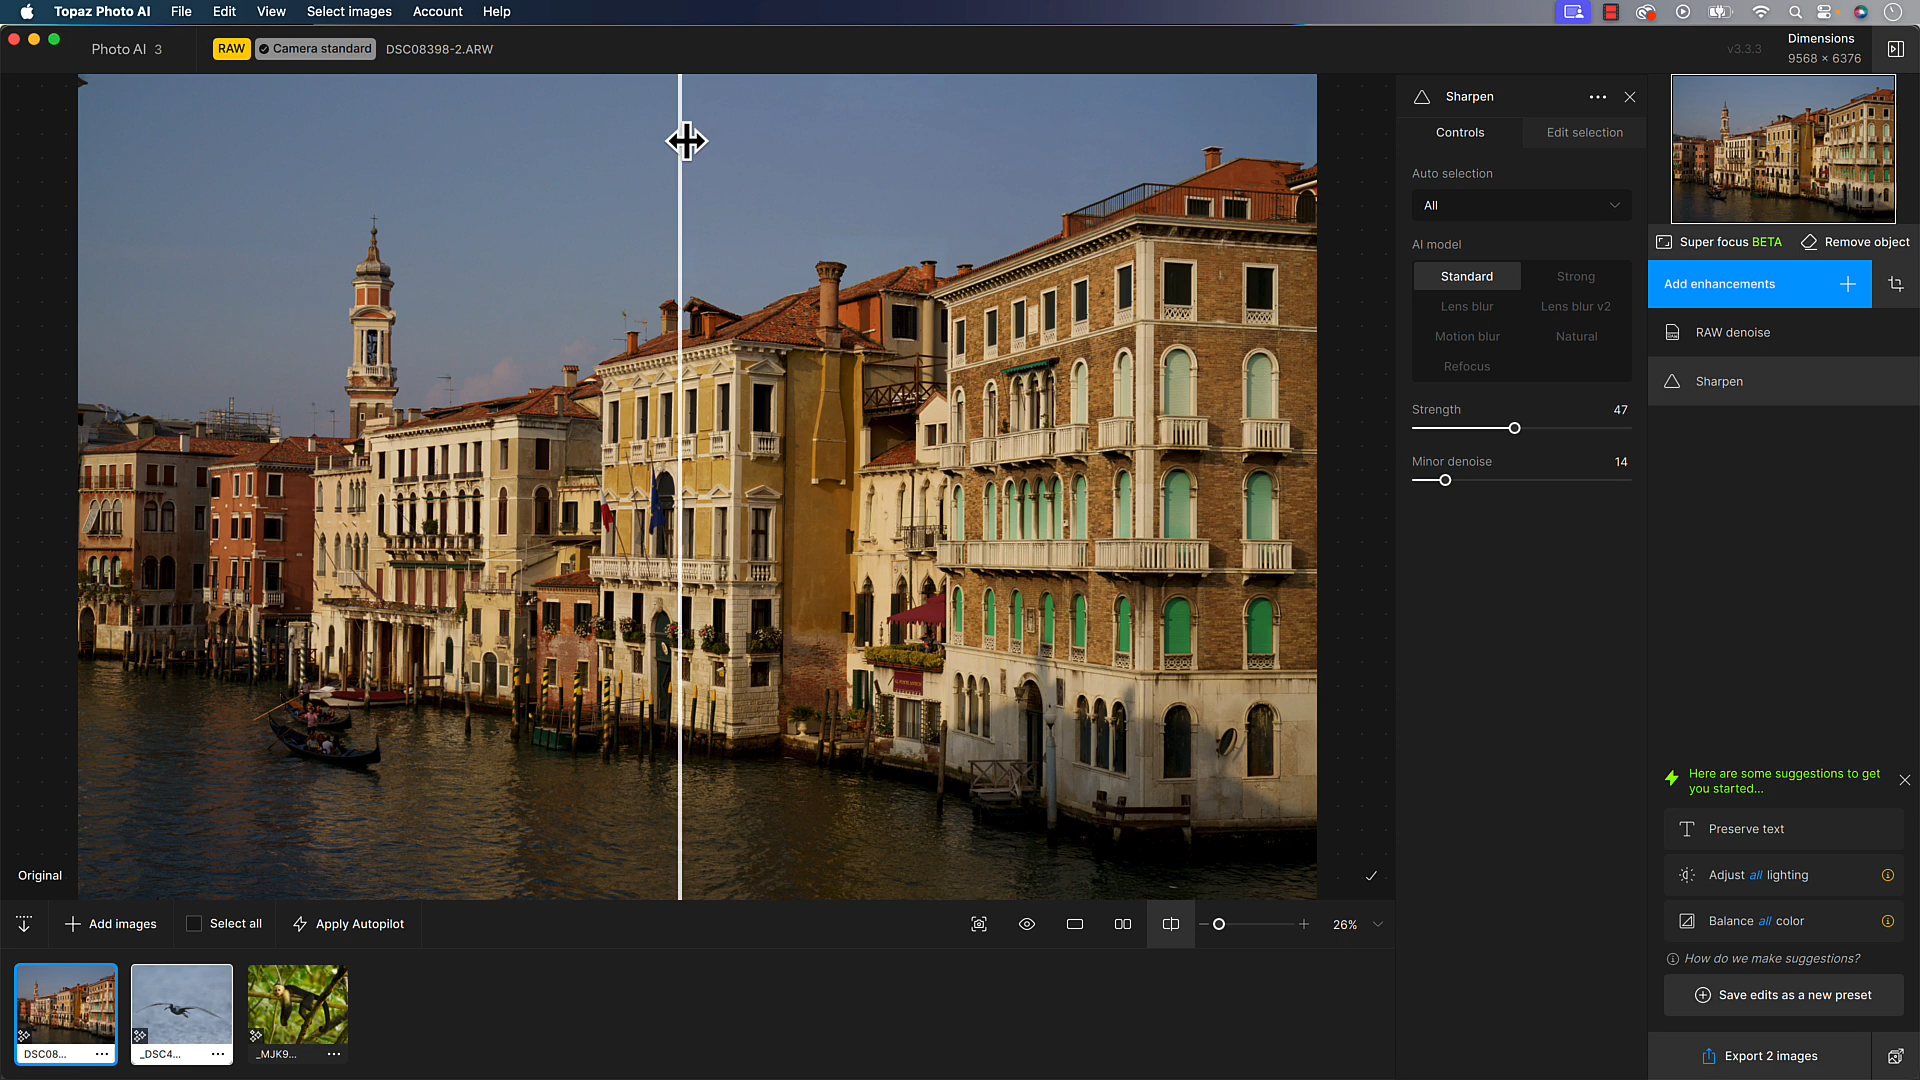 Topaz Photo AI File Edit View Select images Account Help
Photo AI 3
RAW Camera standard DSC08398-2.ARW
v3.3.3
Dimensions
9568 × 6376
Sharpen
Controls Edit selection
Auto selection
All
AI model
Standard Strong
Lens blur Lens blur v2
Motion blur Natural
Refocus
Strength 47
Minor denoise 14
Super focus BETA Remove object
Add enhancements
RAW denoise
Sharpen
Here are some suggestions to get
you started...
Preserve text
Adjust all lighting
Balance all color
How do we make suggestions?
Save edits as a new preset
Export 2 images
Original
Add images Select all Apply Autopilot 26%
DSC08... _DSC4... _MJK9...